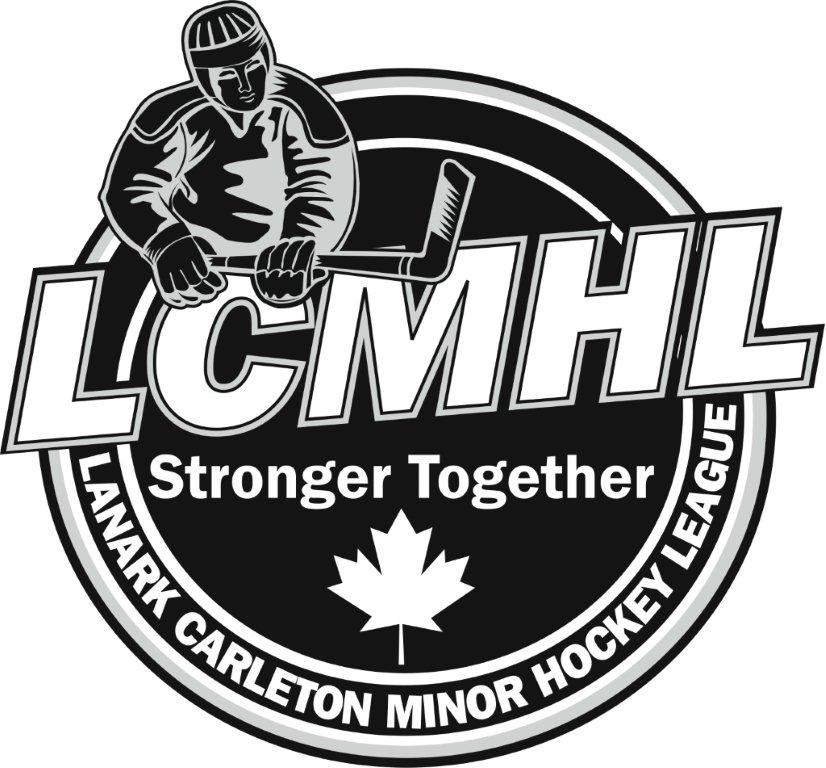 LCMHL
Stronger Together
LANARK CARLETON MINOR HOCKEY LEAGUE